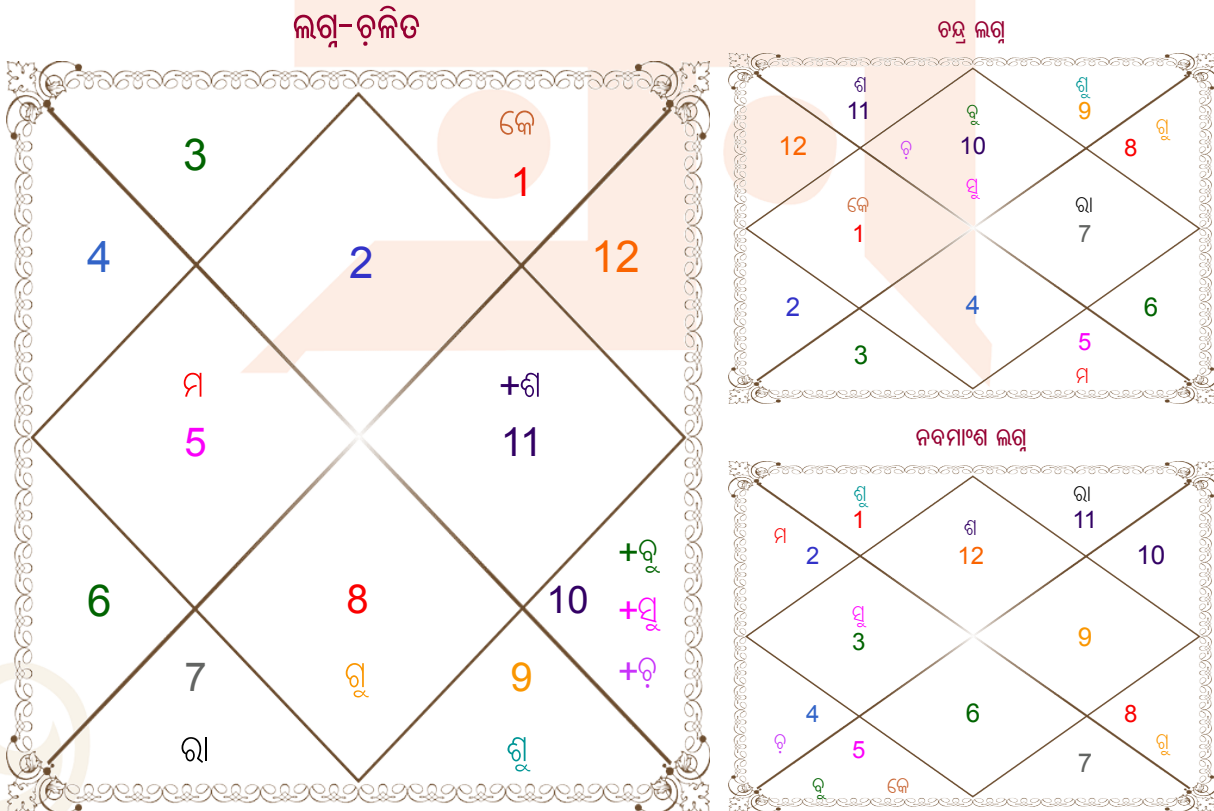 ଲଗ୍ନ-ଚ଼ଳିତ
3
କେ
1
4
2
12
ମ
5
+ଶ
11
+ବୁ
6
8
10
+ସୁ
7
ଗୁ
9
+ଚ଼
ରା
ଶୁ
ଚନ୍ଦ୍ର ଲଗ୍ନ
ଶ
11
ବୁ
ଶୁ
9
ଗୁ
12
ଚ଼
10
8
ସୁ
କେ
1
ରା
7
2
4
6
3
5
ମ
ନବମାଂଶ ଲଗ୍ନ
ଶୁ
1
ରା
11
ମ
2
ଶ
12
10
ସୁ
3
9
4
6
8
ଚ଼
5
ଗୁ
7
ବୁ
କେ